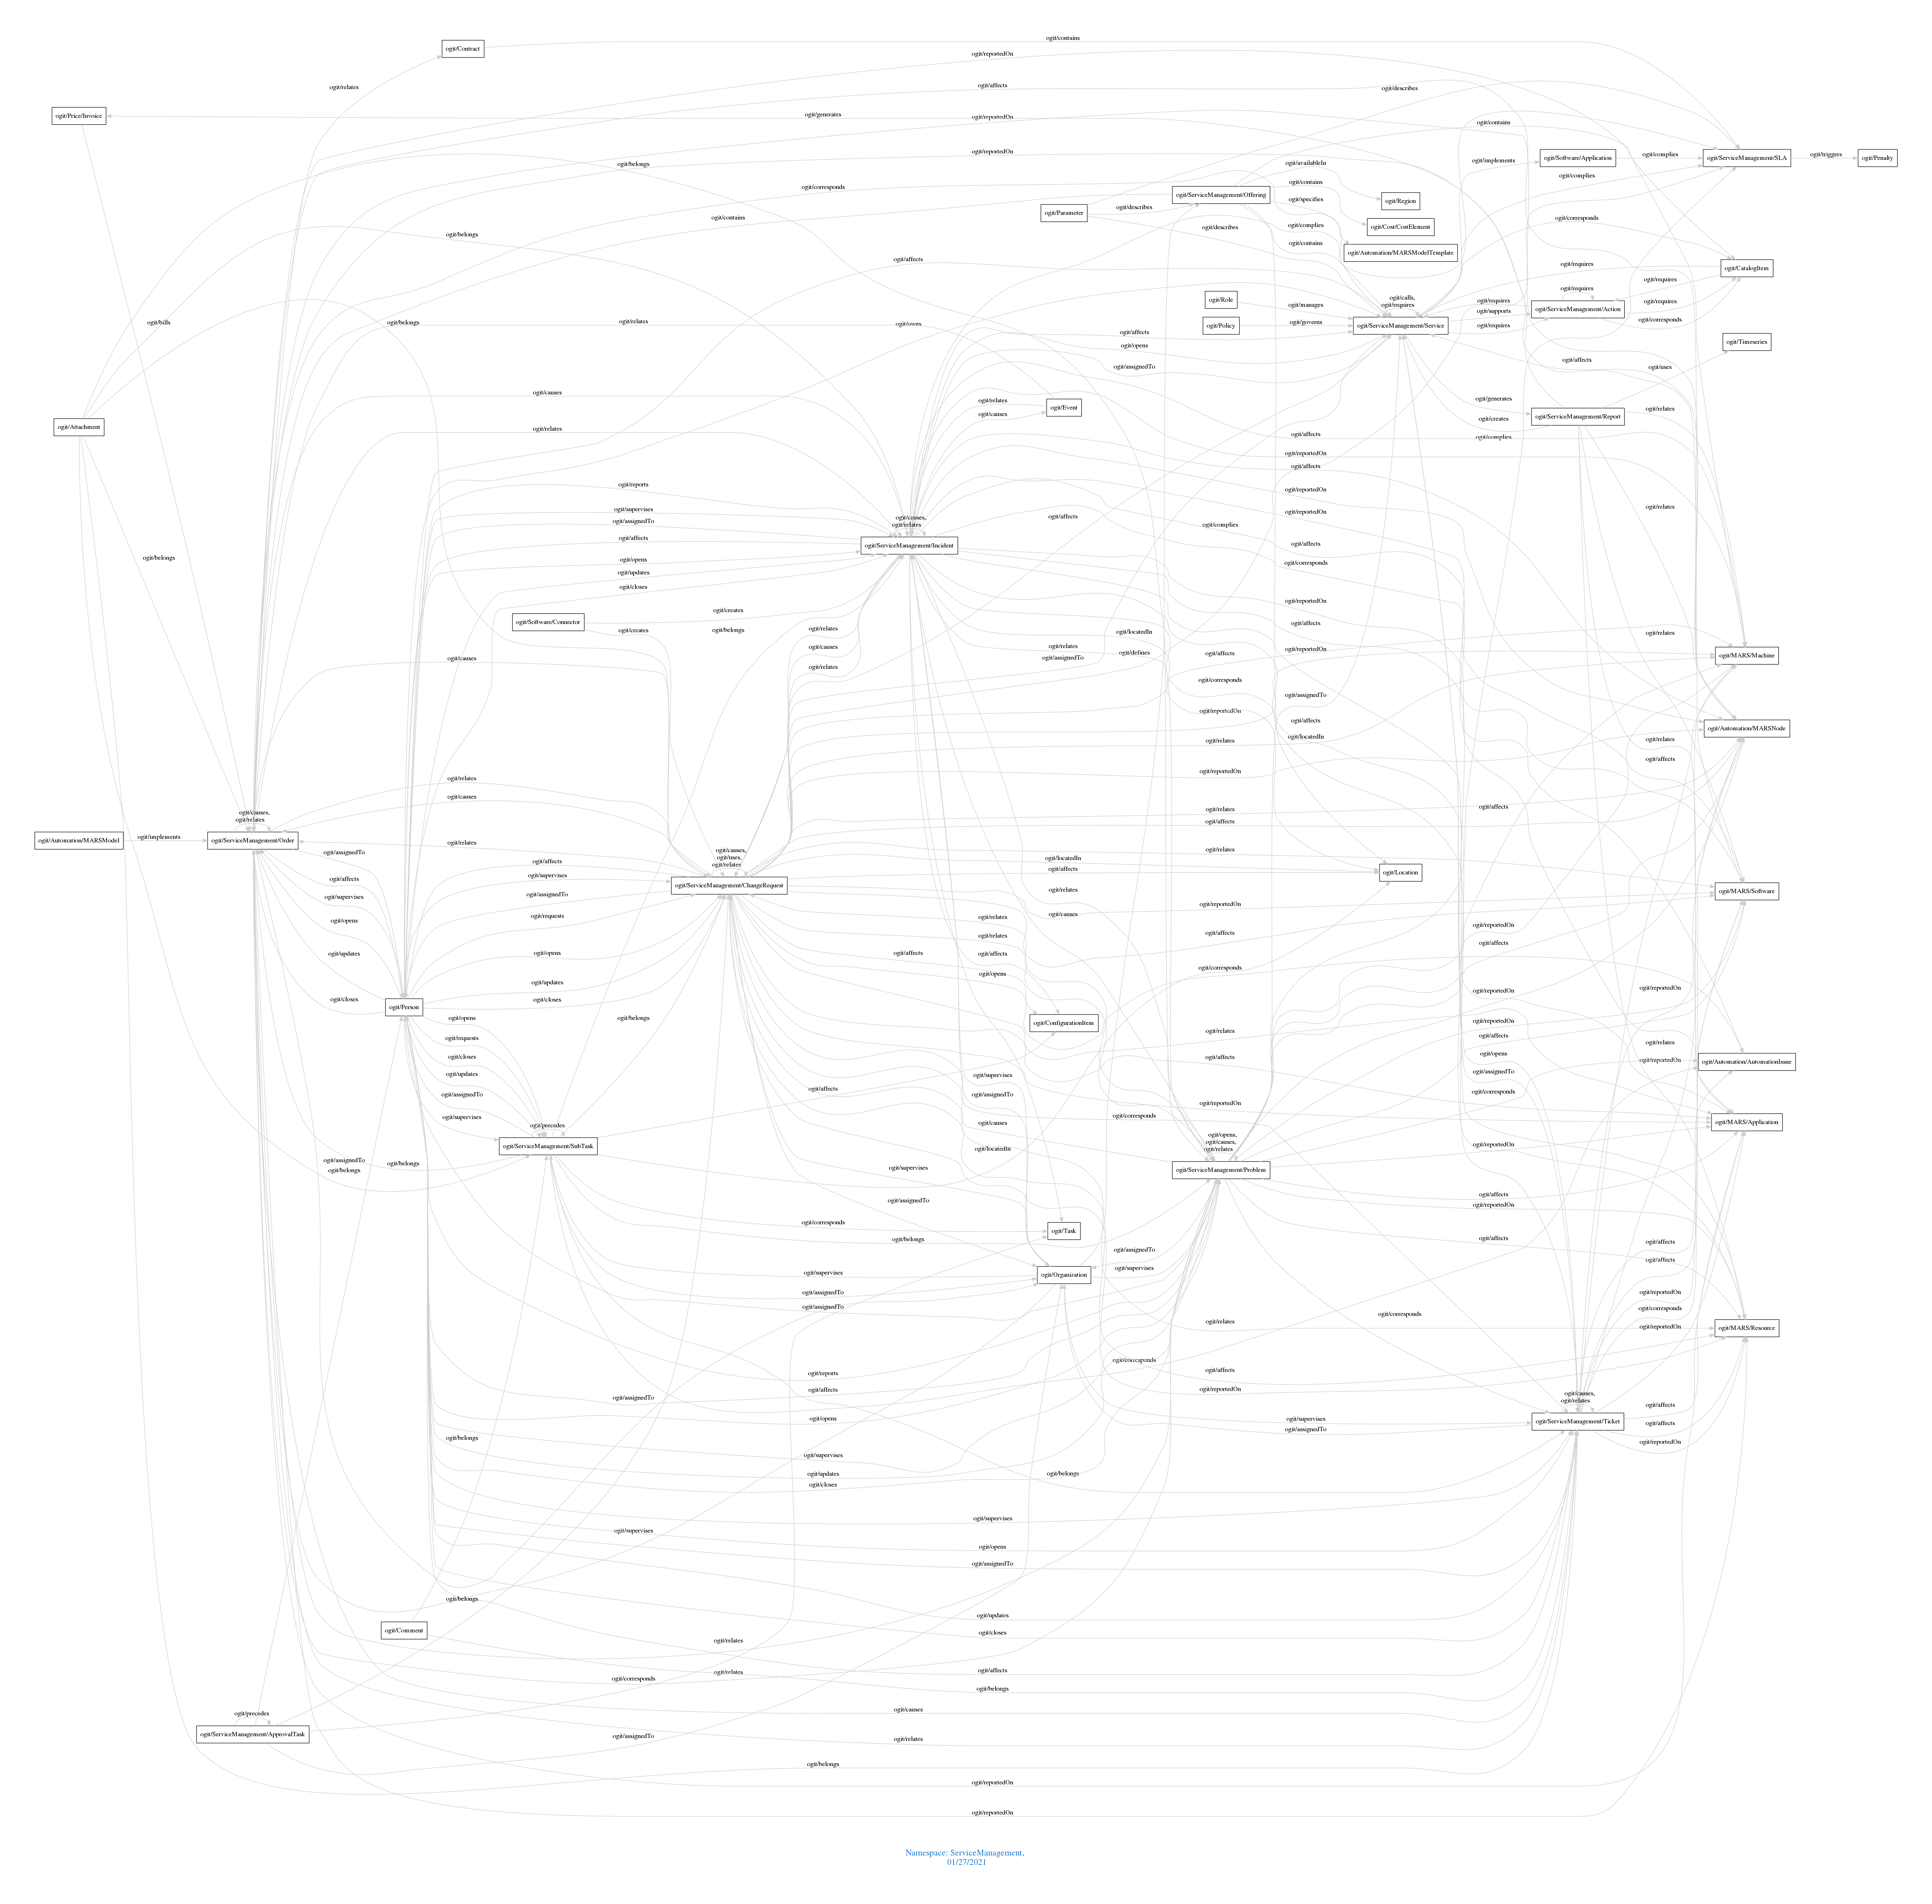 ogit/contains
ogit/Contract
ogit/reportedOn
ogit/relates
ogit/affects
ogit/describes
ogit/Price/Invoice
ogit/generates
ogit/reportedOn
ogit/contains
ogit/belongs
ogit/reportedOn
ogit/availableIn
ogit/implements
ogit/Software/Application
ogit/complies
ogit/ServiceManagement/SLA
ogit/triggers
ogit/Penalty
ogit/corresponds
ogit/ServiceManagement/Offering
ogit/contains
ogit/complies
ogit/specifies
ogit/Region
ogit/Parameter
ogit/describes
ogit/contains
ogit/describes
ogit/complies
ogit/Cost/CostElement
ogit/corresponds
ogit/belongs
ogit/contains
ogit/Automation/MARSModelTemplate
ogit/affects
ogit/requires
ogit/CatalogItem
ogit/requires
ogit/requires
ogit/Role
ogit/manages
ogit/calls,
ogit/requires
ogit/requires
ogit/requires
ogit/ServiceManagement/Action
ogit/supports
ogit/corresponds
ogit/bills
ogit/belongs
ogit/relates
ogit/owns
ogit/Policy
ogit/governs
ogit/ServiceManagement/Service
ogit/requires
ogit/affects
ogit/opens
ogit/Timeseries
ogit/assignedTo
ogit/affects
ogit/uses
ogit/causes
ogit/relates
ogit/Event
ogit/generates
ogit/causes
ogit/creates
ogit/ServiceManagement/Report
ogit/relates
ogit/Attachment
ogit/relates
ogit/affects
ogit/complies
ogit/reportedOn
ogit/affects
ogit/reports
ogit/reportedOn
ogit/supervises
ogit/reportedOn
ogit/relates
ogit/assignedTo
ogit/causes,
ogit/relates
ogit/affects
ogit/complies
ogit/affects
ogit/ServiceManagement/Incident
ogit/affects
ogit/belongs
ogit/opens
ogit/corresponds
ogit/updates
ogit/closes
ogit/reportedOn
ogit/creates
ogit/Software/Connector
ogit/creates
ogit/belongs
ogit/relates
ogit/locatedIn
ogit/affects
ogit/relates
ogit/causes
ogit/relates
ogit/defines
ogit/affects
ogit/reportedOn
ogit/MARS/Machine
ogit/causes
ogit/assignedTo
ogit/relates
ogit/corresponds
ogit/assignedTo
ogit/reportedOn
ogit/affects
ogit/Automation/MARSNode
ogit/relates
ogit/locatedIn
ogit/relates
ogit/affects
ogit/relates
ogit/reportedOn
ogit/causes
ogit/relates
ogit/affects
ogit/causes,
ogit/relates
ogit/affects
ogit/Automation/MARSModel
ogit/implements
ogit/ServiceManagement/Order
ogit/relates
ogit/assignedTo
ogit/causes,
ogit/uses,
ogit/relates
ogit/relates
ogit/affects
ogit/locatedIn
ogit/affects
ogit/Location
ogit/affects
ogit/supervises
ogit/ServiceManagement/ChangeRequest
ogit/relates
ogit/MARS/Software
ogit/supervises
ogit/assignedTo
ogit/reportedOn
ogit/opens
ogit/requests
ogit/relates
ogit/causes
ogit/reportedOn
ogit/updates
ogit/opens
ogit/relates
ogit/affects
ogit/affects
ogit/affects
ogit/affects
ogit/opens
ogit/corresponds
ogit/updates
ogit/reportedOn
ogit/reportedOn
ogit/closes
ogit/Person
ogit/closes
ogit/opens
ogit/belongs
ogit/ConfigurationItem
ogit/relates
ogit/reportedOn
ogit/requests
ogit/affects
ogit/relates
ogit/closes
ogit/affects
ogit/opens
ogit/reportedOn
ogit/Automation/AutomationIssue
ogit/updates
ogit/supervises
ogit/assignedTo
ogit/assignedTo
ogit/affects
ogit/assignedTo
ogit/corresponds
ogit/supervises
ogit/reportedOn
ogit/precedes
ogit/causes
ogit/corresponds
ogit/MARS/Application
ogit/ServiceManagement/SubTask
ogit/locatedIn
ogit/opens,
ogit/causes,
ogit/relates
ogit/reportedOn
ogit/assignedTo
ogit/belongs
ogit/belongs
ogit/supervises
ogit/ServiceManagement/Problem
ogit/assignedTo
ogit/affects
ogit/reportedOn
ogit/corresponds
ogit/Task
ogit/belongs
ogit/affects
ogit/affects
ogit/assignedTo
ogit/affects
ogit/supervises
ogit/Organization
ogit/supervises
ogit/assignedTo
ogit/reportedOn
ogit/assignedTo
ogit/corresponds
ogit/corresponds
ogit/relates
ogit/reportedOn
ogit/MARS/Resource
ogit/corresponds
ogit/reports
ogit/affects
ogit/affects
ogit/reportedOn
ogit/assignedTo
ogit/causes,
ogit/relates
ogit/affects
ogit/opens
ogit/supervises
ogit/ServiceManagement/Ticket
ogit/affects
ogit/assignedTo
ogit/belongs
ogit/reportedOn
ogit/supervises
ogit/updates
ogit/belongs
ogit/closes
ogit/supervises
ogit/supervises
ogit/opens
ogit/assignedTo
ogit/belongs
ogit/updates
ogit/Comment
ogit/closes
ogit/relates
ogit/relates
ogit/affects
ogit/corresponds
ogit/belongs
ogit/precedes
ogit/causes
ogit/ServiceManagement/ApprovalTask
ogit/assignedTo
ogit/relates
ogit/belongs
ogit/reportedOn
ogit/reportedOn
Namespace: ServiceManagement,
01/27/2021